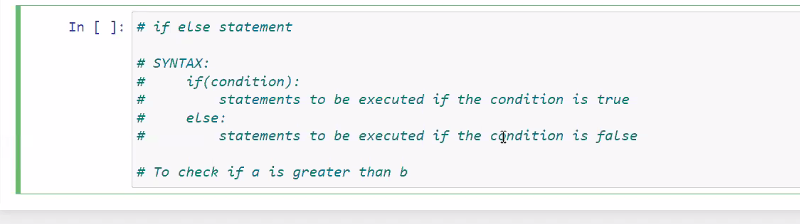 In [ ]: # if else statement
# SYNTAX:
#     if(condition):
#         statements to be executed if the condition is true
#     else:
#         statements to be executed if the condition is false
# To check if a is greater than b